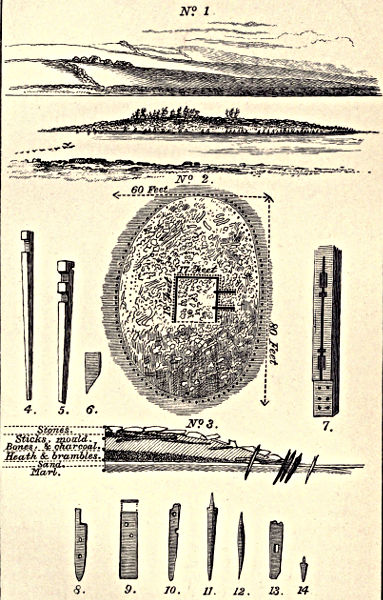 Nº 1
Nº 2.
60 Feet
17 Feet
80 Feet
4.
5.
6.
7.
Nº 3.
Stones.
Sticks, mould.
Bones, & charcoal.
Heath & brambles.
Sand.
Marl.
8.
9.
10.
11.
12.
13.
14